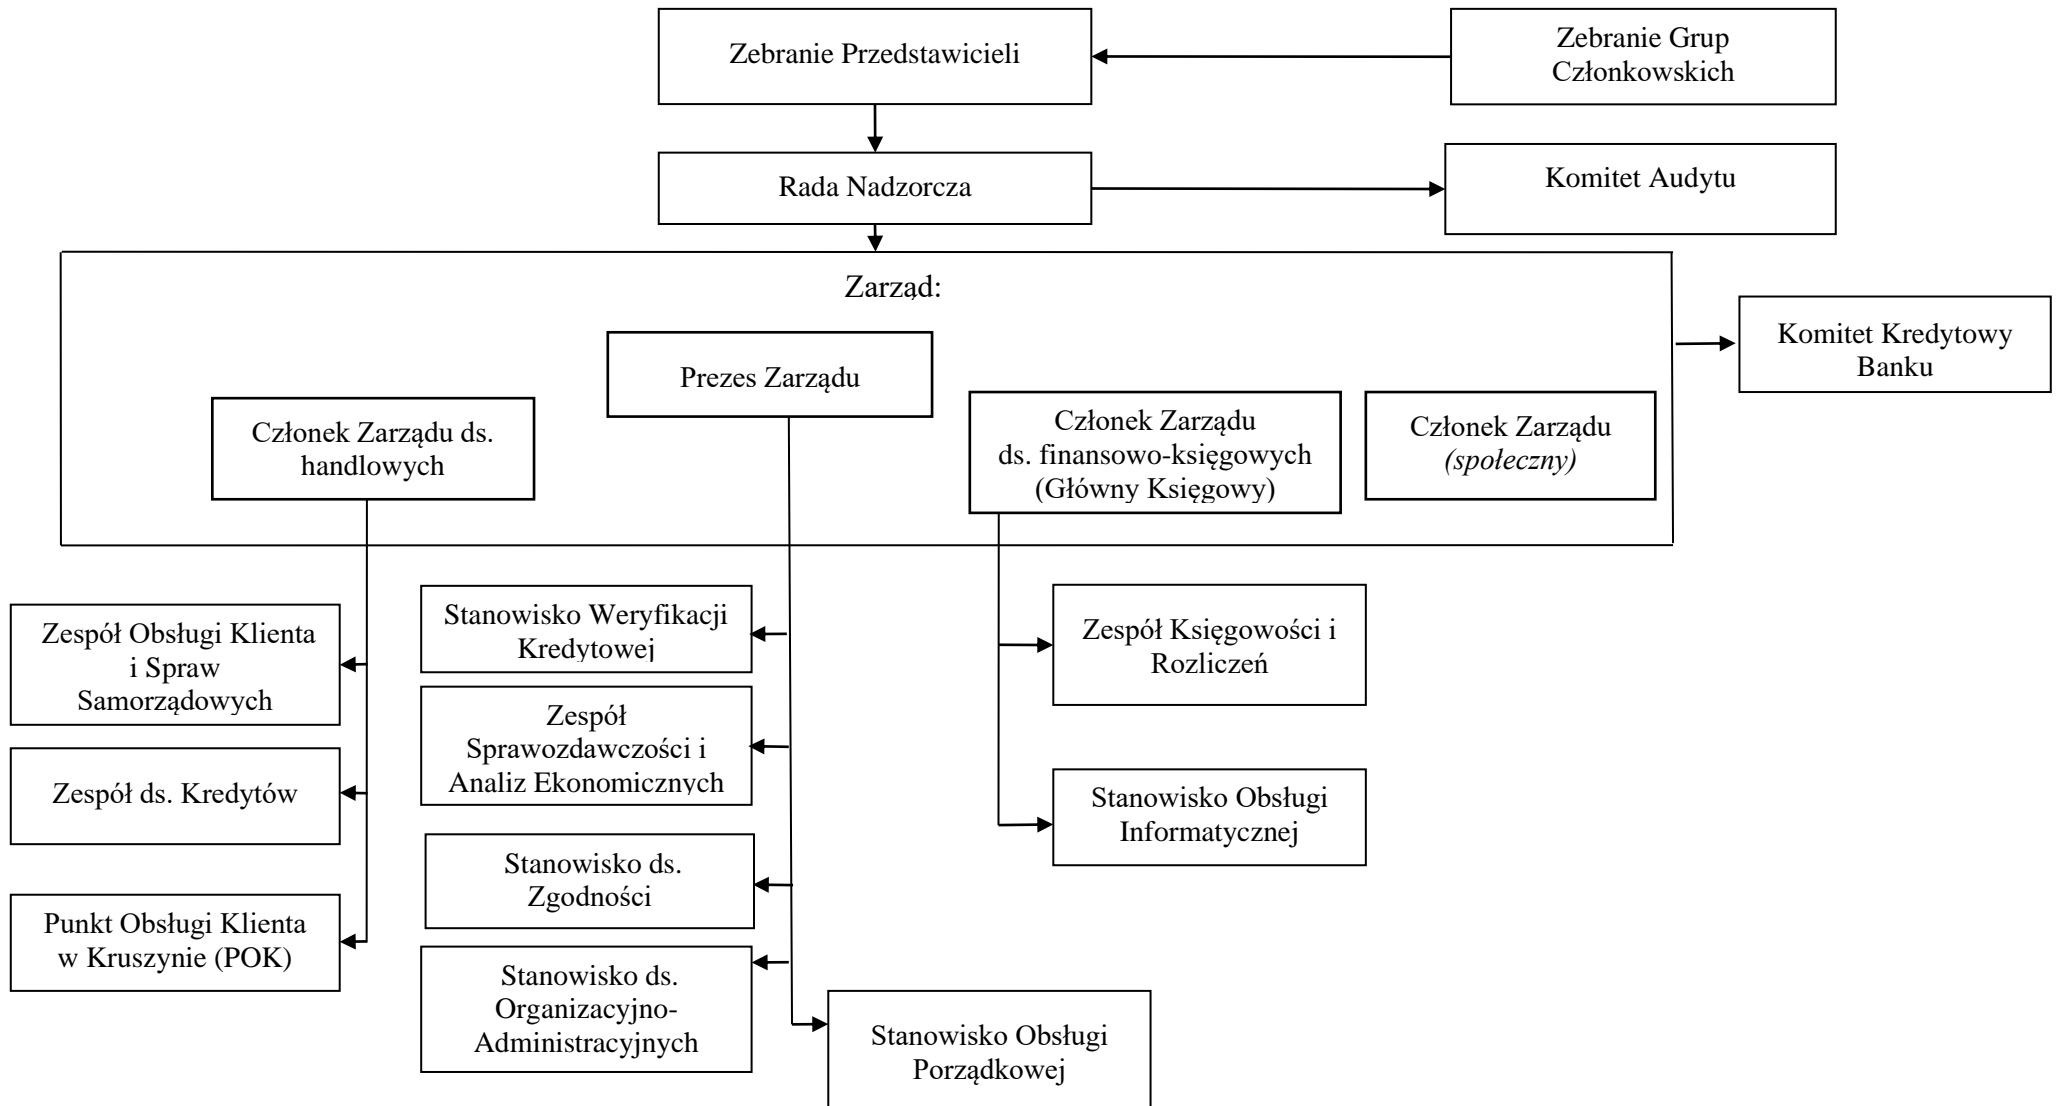 Zebranie Przedstawicieli
Zebranie Grup
Członkowskich
Rada Nadzorcza
Komitet Audytu
Zarząd:
Komitet Kredytowy
Banku
Prezes Zarządu
Członek Zarządu ds.
handlowych
Członek Zarządu
ds. finansowo-księgowych
(Główny Księgowy)
Członek Zarządu
(społeczny)
Zespół Obsługi Klienta
i Spraw
Samorządowych
Zespół ds. Kredytów
Punkt Obsługi Klienta
w Kruszynie (POK)
Stanowisko Weryfikacji
Kredytowej
Zespół
Sprawozdawczości i
Analiz Ekonomicznych
Stanowisko ds.
Zgodności
Stanowisko ds.
Organizacyjno-
Administracyjnych
Stanowisko Obsługi
Porządkowej
Zespół Księgowości i
Rozliczeń
Stanowisko Obsługi
Informatycznej